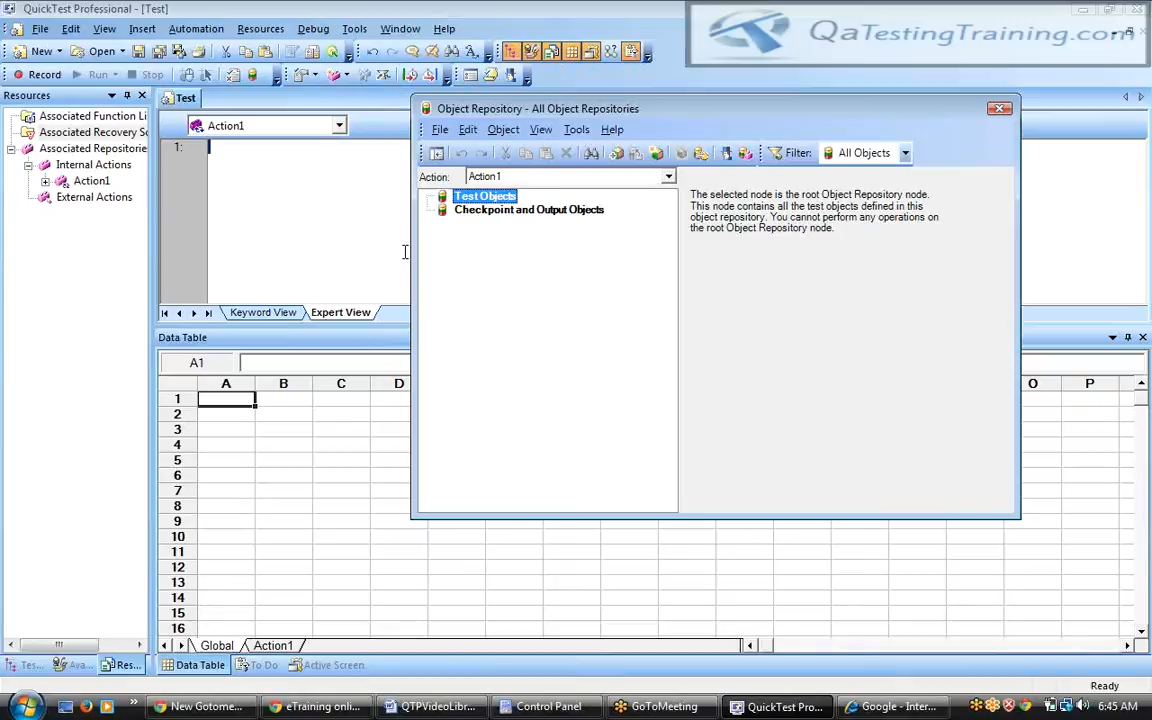 QuickTest Professional - [Test]
QaTestingTraining.com
File Edit View Insert Automation Resources Debug Tools Window Help
New Open
Record Run Stop
Resources
Test
Associated Function Li
Associated Recovery Sc
Associated Repositorie
Internal Actions
Action1
External Actions
Action1
1:
Keyword View Expert View
Object Repository - All Object Repositories
File Edit Object View Tools Help
Filter: All Objects
Action: Action1
Test Objects
Checkpoint and Output Objects
The selected node is the root Object Repository node.
This node contains all the test objects defined in this
object repository. You cannot perform any operations on
the root Object Repository node.
Data Table
A1
A B C D O P
1
2
3
4
5
6
7
8
9
10
11
12
13
14
15
16
Global Action1
Tes... Ava... Res...
Data Table To Do Active Screen
Ready
New Gotome... eTraining onli... QTPVideoLibr... Control Panel GoToMeeting QuickTest Pro... Google - Inter...
6:45 AM